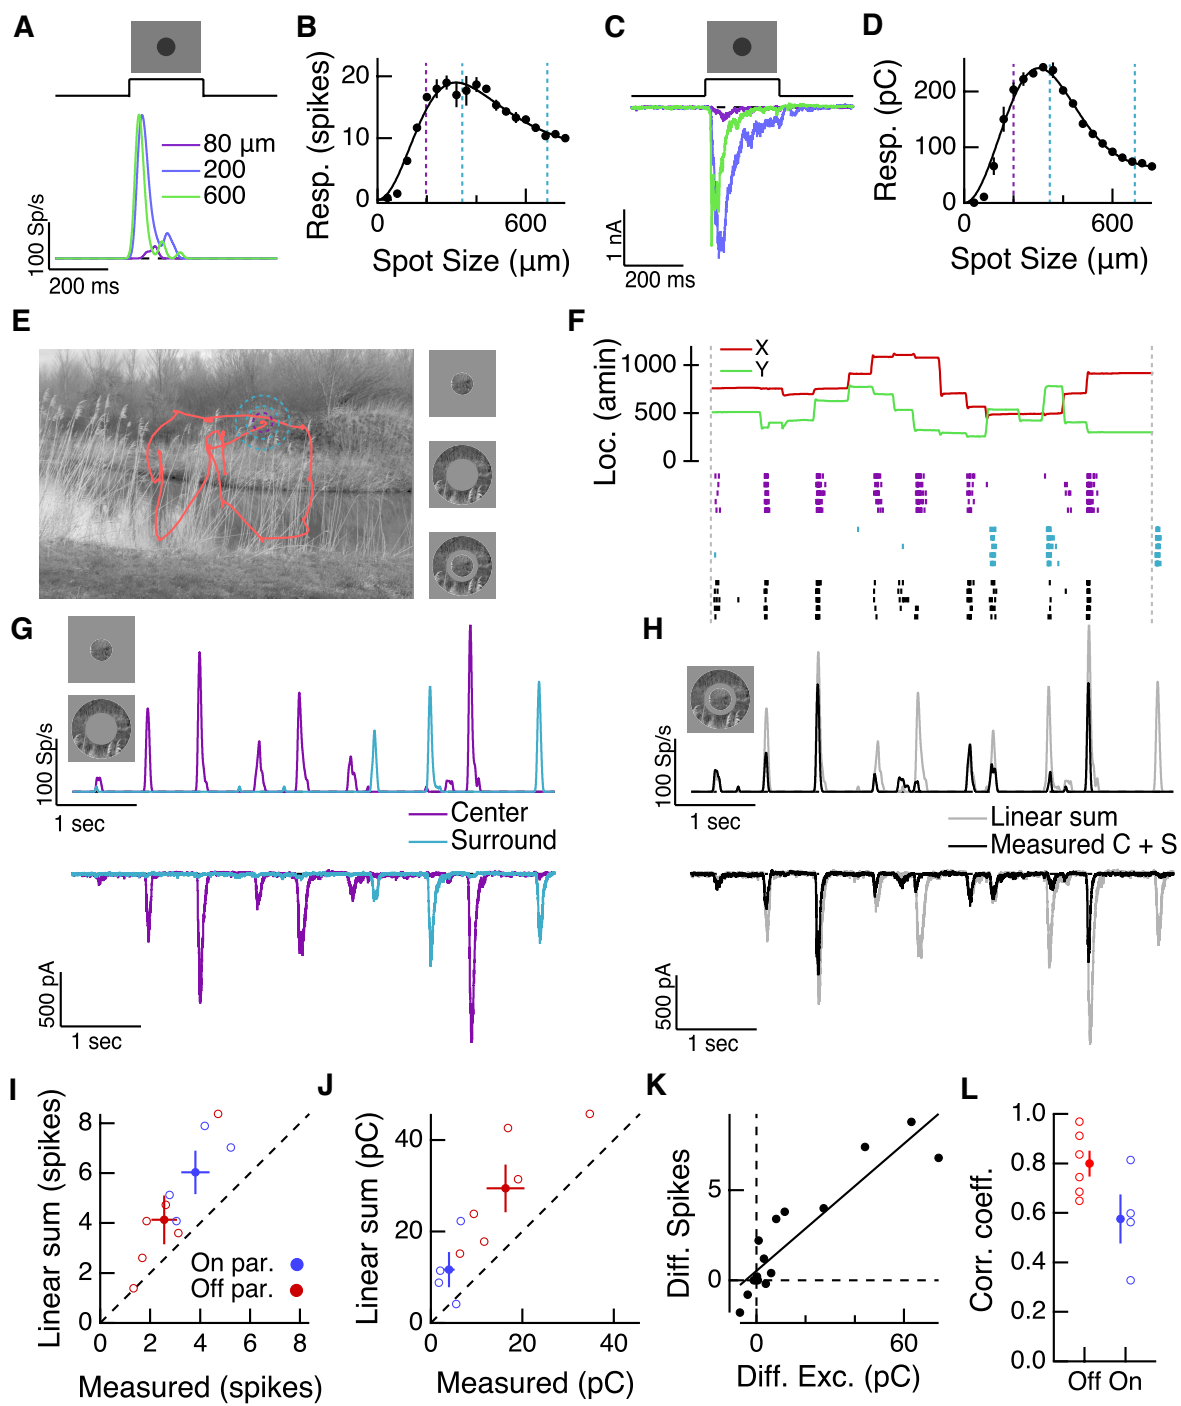 A
80 µm
200
600
100 Sp/s
200 ms
B
Resp. (spikes)
20
10
0
0
600
Spot Size (µm)
C
1 nA
200 ms
D
Resp. (pC)
200
100
0
0
600
Spot Size (µm)
E
F
X
Y
Loc. (amin)
1000
500
0
G
100 Sp/s
1 sec
Center
Surround
500 pA
1 sec
H
100 Sp/s
1 sec
Linear sum
Measured C + S
500 pA
1 sec
I
Linear sum (spikes)
8
6
4
2
0
On par.
Off par.
0 2 4 6 8
Measured (spikes)
J
Linear sum (pC)
40
20
0
0 20 40
Measured (pC)
K
Diff. Spikes
5
0
0 60
Diff. Exc. (pC)
L
Corr. coeff.
1.0
0.8
0.6
0.4
0.2
0.0
Off On